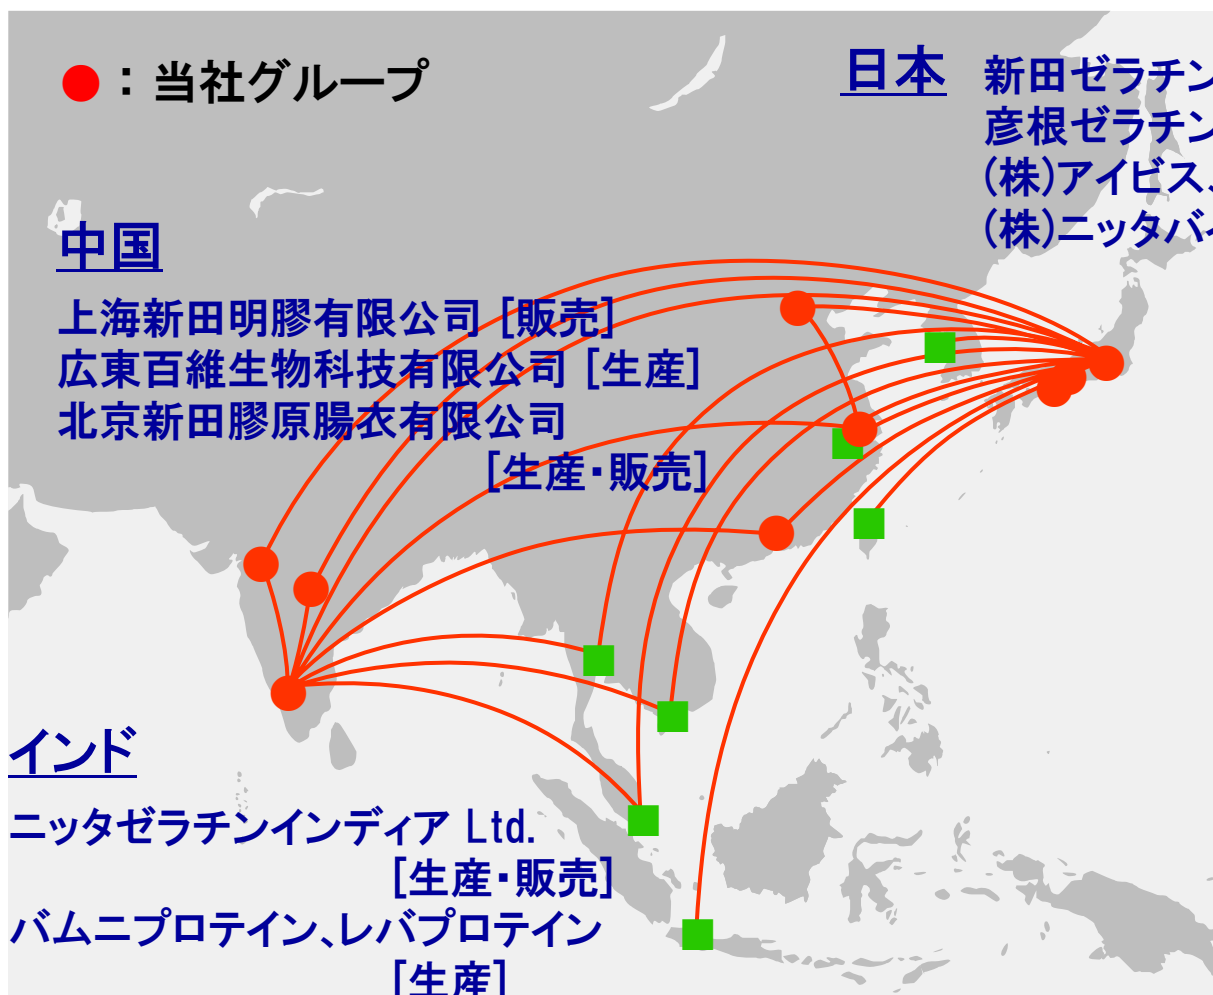 ●：当社グループ
日本
新田ゼラチン
彦根ゼラチン
(株)アイビス、
(株)ニッタバイ
中国
上海新田明膠有限公司 [販売]
広東百維生物科技有限公司 [生産]
北京新田膠原腸衣有限公司
[生産・販売]
インド
ニッタゼラチンインディア Ltd.
[生産・販売]
バムニプロテイン、レバプロテイン
[生産]